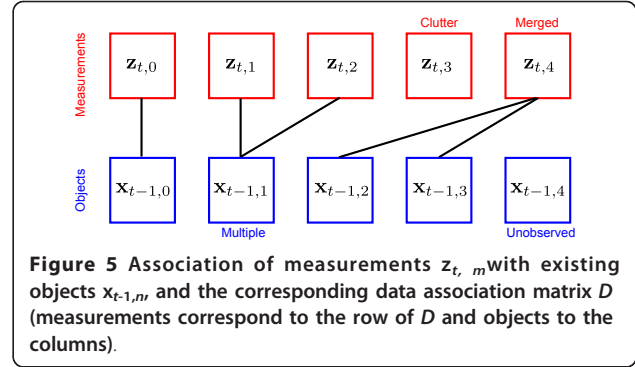 Clutter Merged
Measurements
z_{t,0} z_{t,1} z_{t,2} z_{t,3} z_{t,4}
Objects
x_{t−1,0} x_{t−1,1} x_{t−1,2} x_{t−1,3} x_{t−1,4}
Multiple Unobserved
Figure 5 Association of measurements z_{t, m} with existing
objects x_{t-1,n}, and the corresponding data association matrix D
(measurements correspond to the row of D and objects to the
columns).